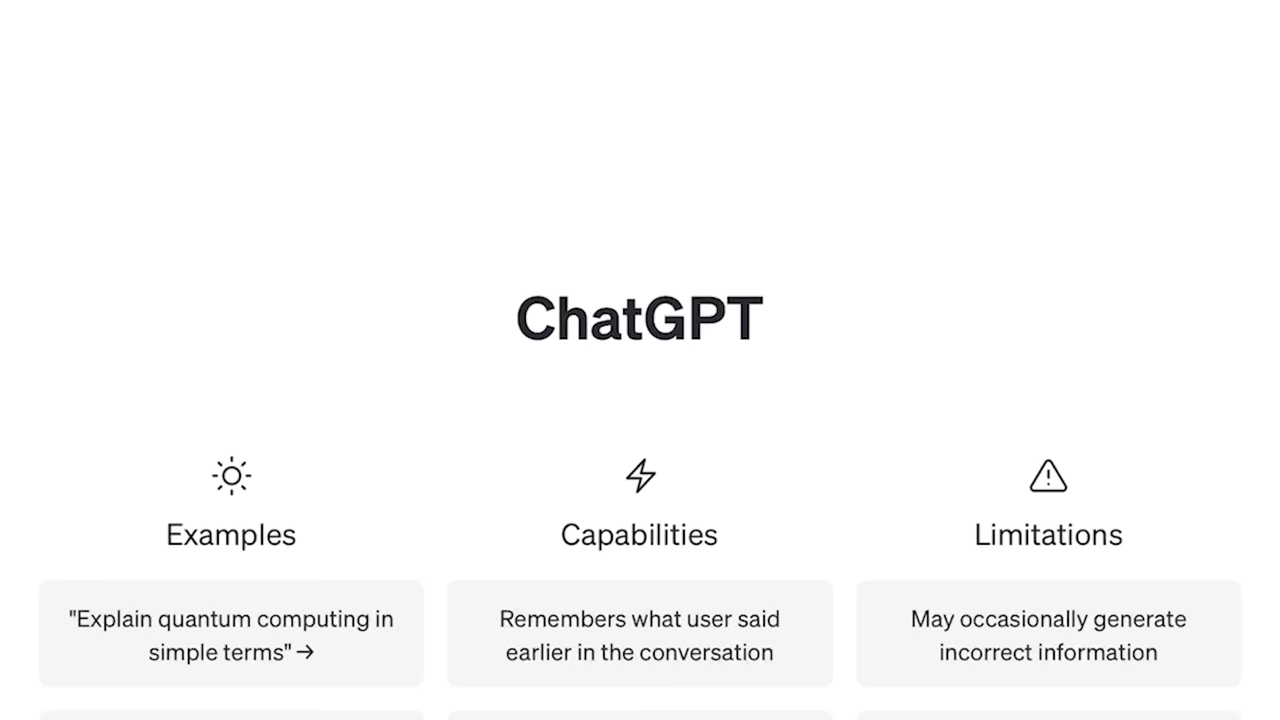 ChatGPT
Examples
Capabilities
Limitations
"Explain quantum computing in
simple terms" →
Remembers what user said
earlier in the conversation
May occasionally generate
incorrect information